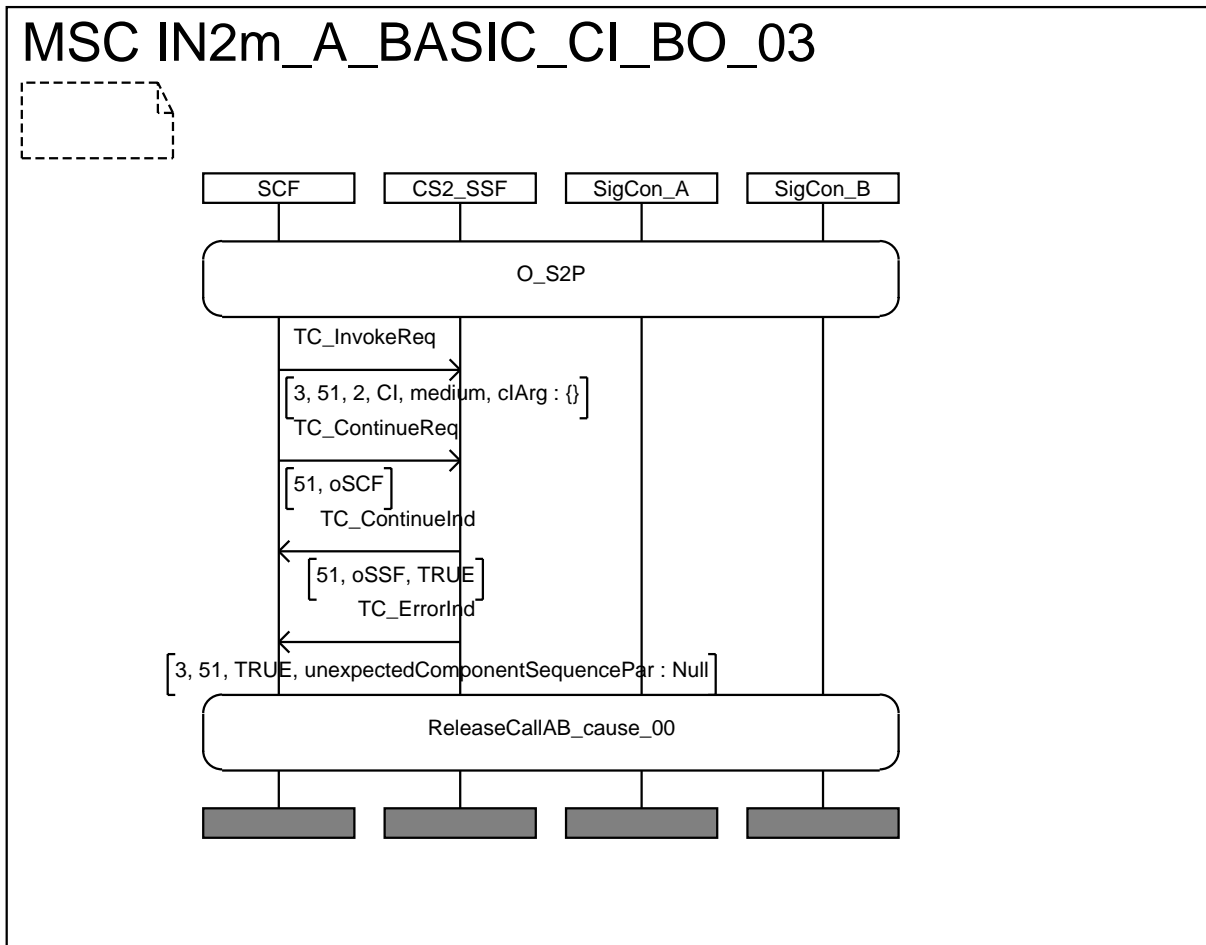 MSC IN2m_A_BASIC_CI_BO_03
SCF CS2_SSF SigCon_A SigCon_B
O_S2P
TC_InvokeReq
3, 51, 2, CI, medium, cIArg : {}
TC_ContinueReq
51, oSCF
TC_ContinueInd
51, oSSF, TRUE
TC_ErrorInd
3, 51, TRUE, unexpectedComponentSequencePar : Null
ReleaseCallAB_cause_00